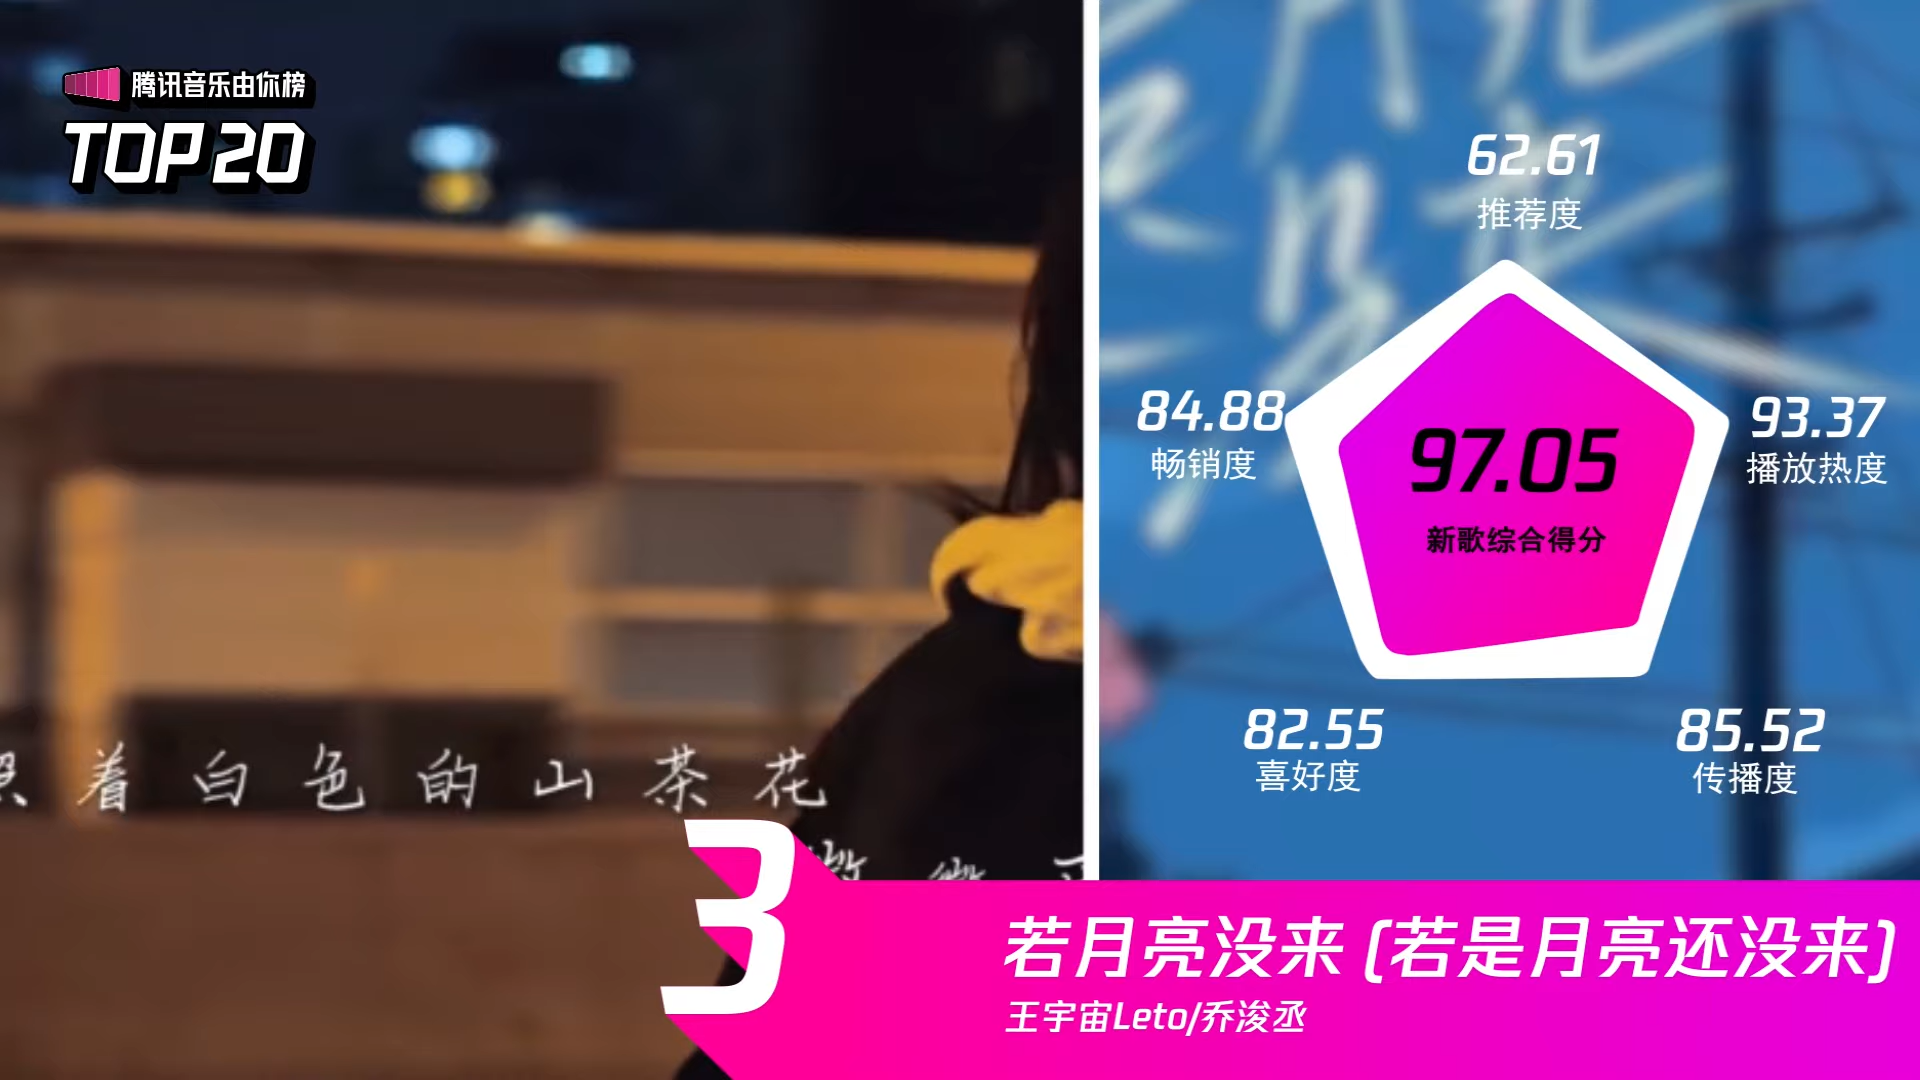 腾讯音乐由你榜
TOP 20
62.61
推荐度
84.88
畅销度
93.37
播放热度
97.05
新歌综合得分
82.55
喜好度
85.52
传播度
照着白色的山茶花
微微
3
若月亮没来 (若是月亮还没来)
王宇宙Leto/乔浚丞